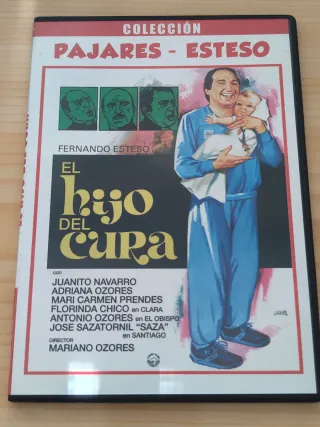 COLECCIÓN
PAJARES - ESTESO
FERNANDO ESTESO
EL
hijo
DEL
CURA
con
JUANITO NAVARRO
ADRIANA OZORES
MARI CARMEN PRENDES
FLORINDA CHICO en CLARA
ANTONIO OZORES en EL OBISPO
JOSE SAZATORNIL "SAZA"
en SANTIAGO
DIRECTOR
MARIANO OZORES
JANO